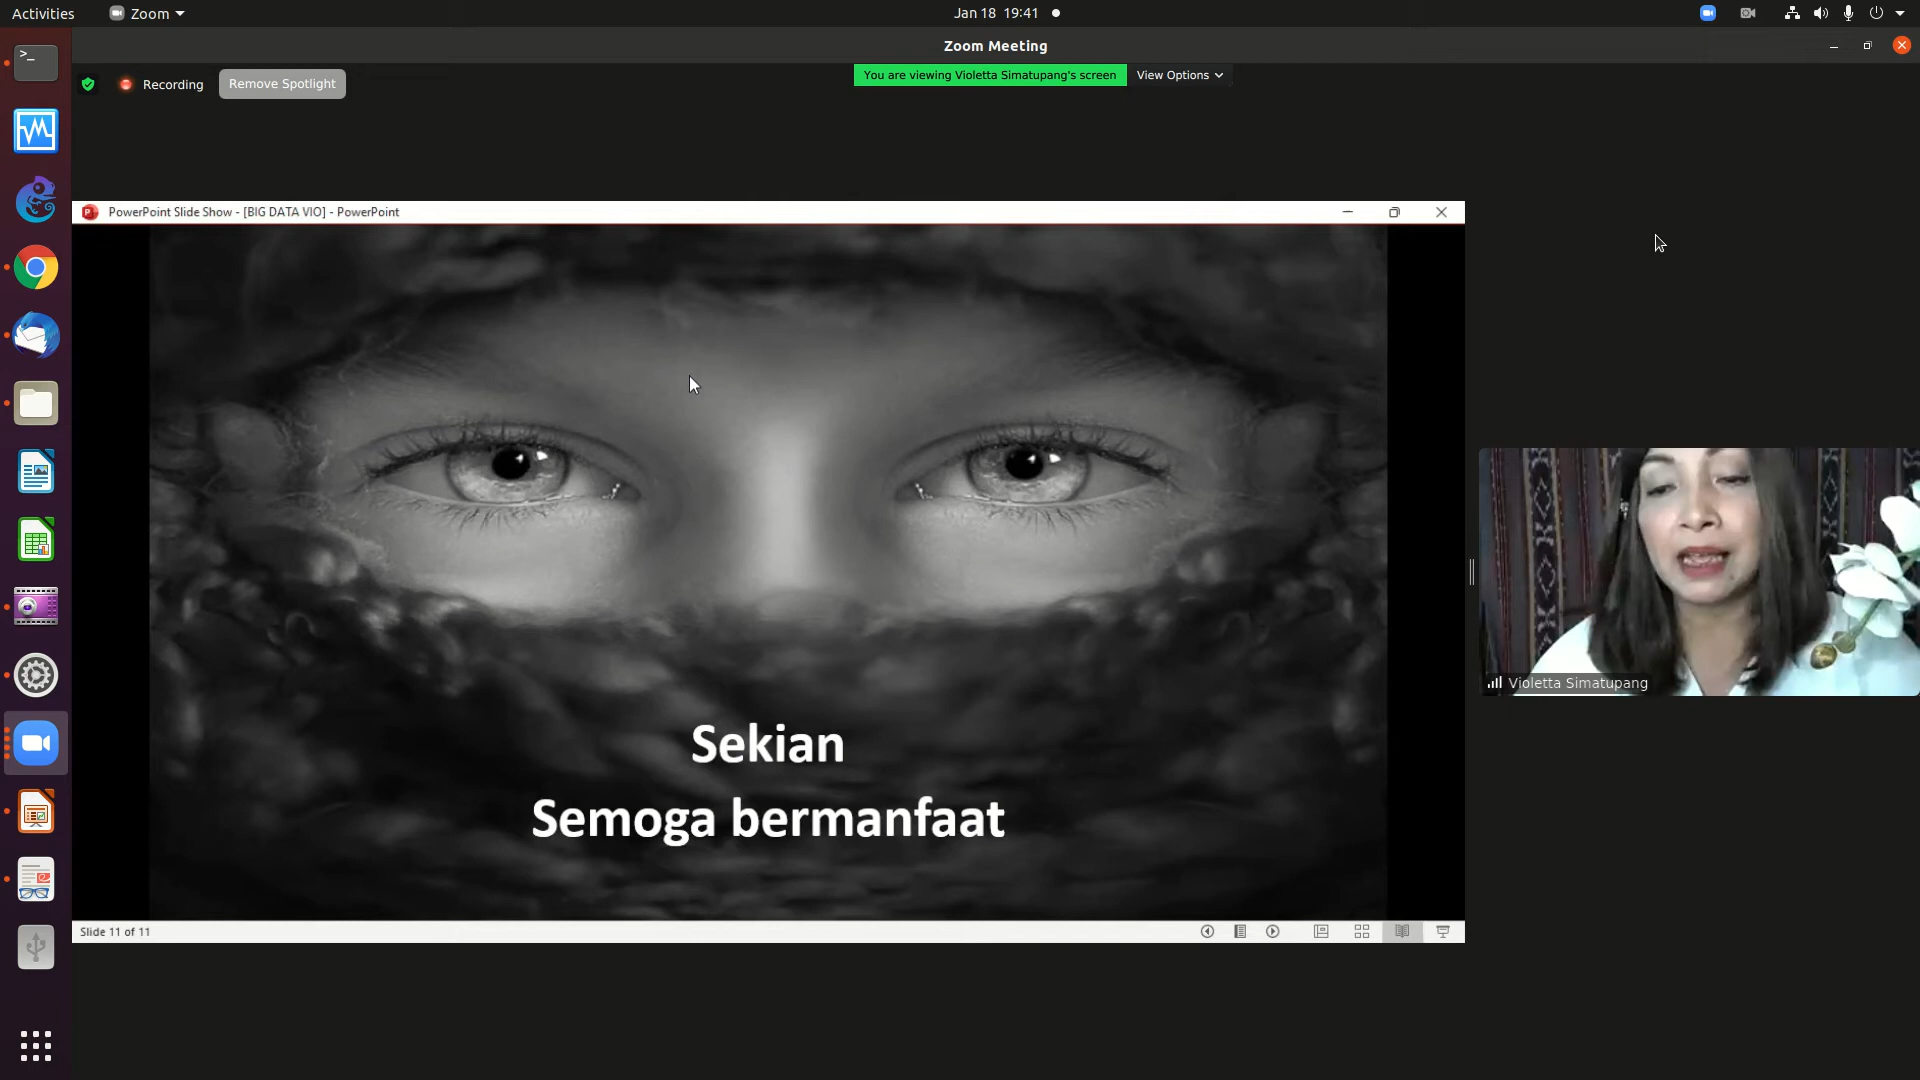 Activities
Zoom
Jan 18 19:41
Zoom Meeting
Recording
Remove Spotlight
You are viewing Violetta Simatupang's screen
View Options
PowerPoint Slide Show - [BIG DATA VIO] - PowerPoint
Sekian
Semoga bermanfaat
Violetta Simatupang
Slide 11 of 11